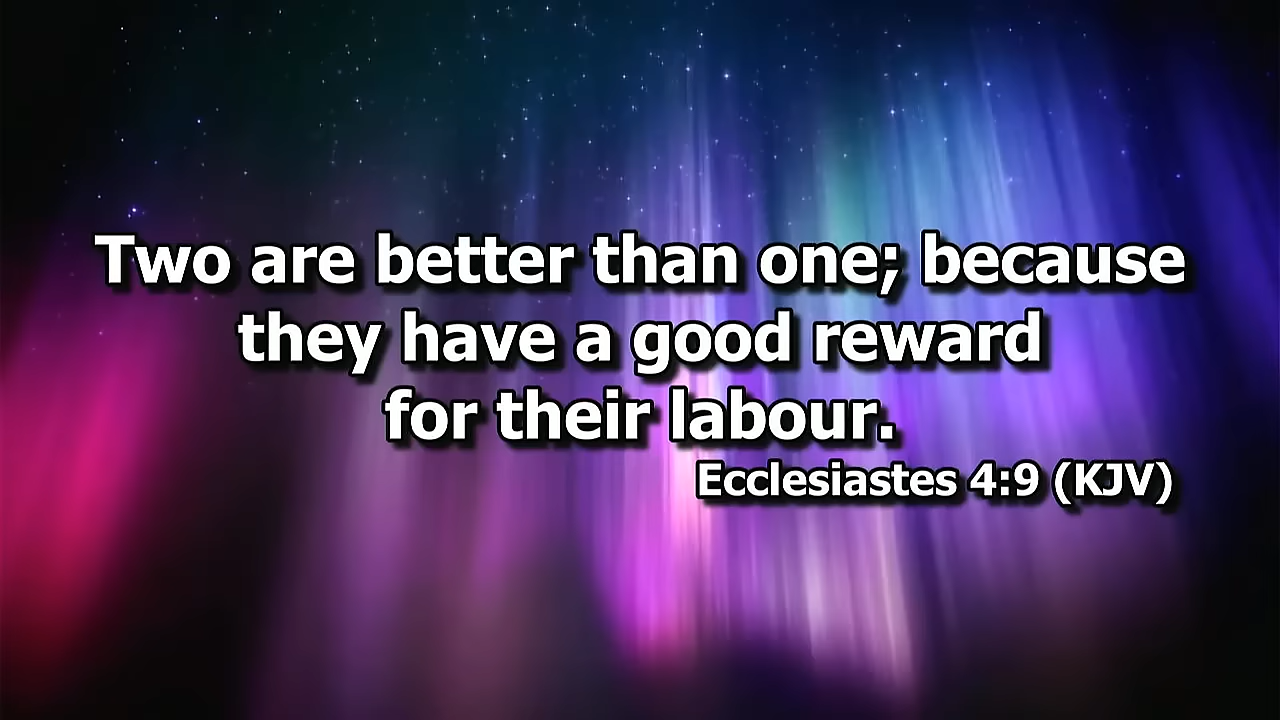 Two are better than one; because
they have a good reward
for their labour.
Ecclesiastes 4:9 (KJV)